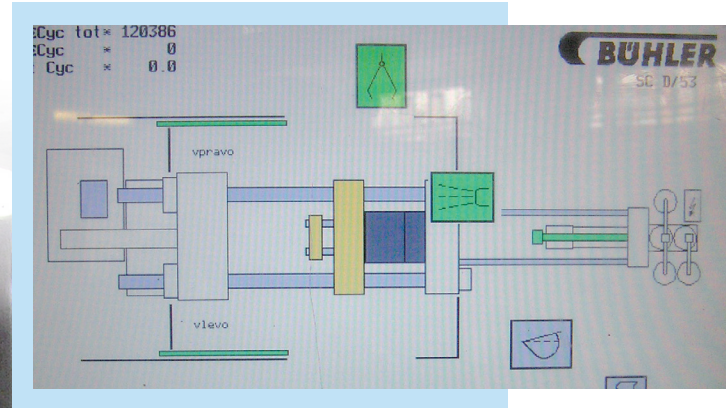 Cyc tot* 120386
Cyc * 0
Cyc * 0.0
BÜHLER
SC D/53
vpravo
vlevo